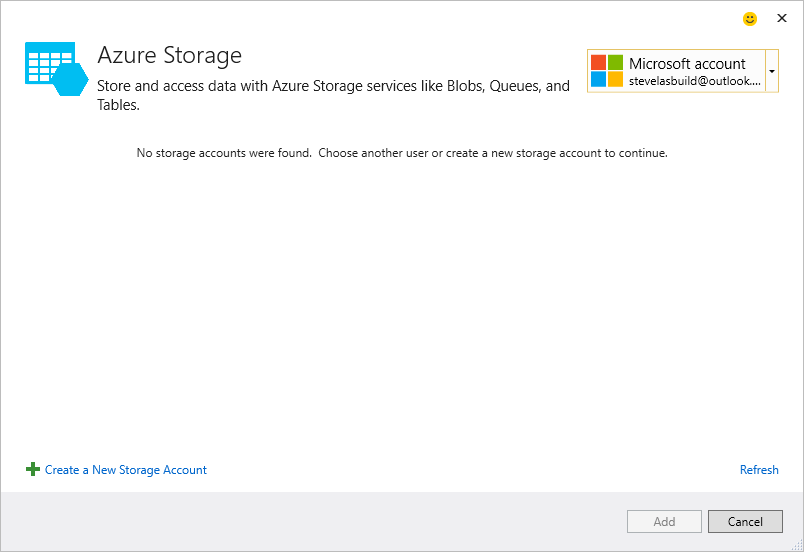 Azure Storage
Store and access data with Azure Storage services like Blobs, Queues, and
Tables.
Microsoft account
stevelasbuild@outlook....
No storage accounts were found.  Choose another user or create a new storage account to continue.
Create a New Storage Account
Refresh
Add
Cancel